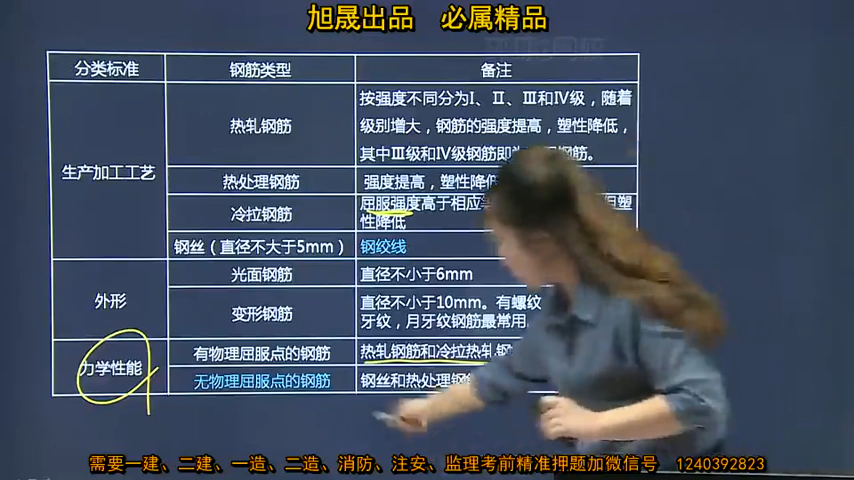 旭晟出品 必属精品
分类标准 钢筋类型 备注
生产加工工艺
热轧钢筋
按强度不同分为Ⅰ、Ⅱ、Ⅲ和Ⅳ级，随着
级别增大，钢筋的强度提高，塑性降低，
其中Ⅲ级和Ⅳ级钢筋即为 钢筋。
热处理钢筋 强度提高，塑性降低
冷拉钢筋
屈服强度高于相应 但塑
性降低
钢丝（直径不大于5mm） 钢绞线
外形
光面钢筋 直径不小于6mm
变形钢筋
直径不小于10mm。有螺纹
牙纹，月牙纹钢筋最常用
力学性能
有物理屈服点的钢筋 热轧钢筋和冷拉热轧钢
无物理屈服点的钢筋 钢丝和热处理钢筋
需要一建、二建、一造、二造、消防、注安、监理考前精准押题加微信号 1240392823